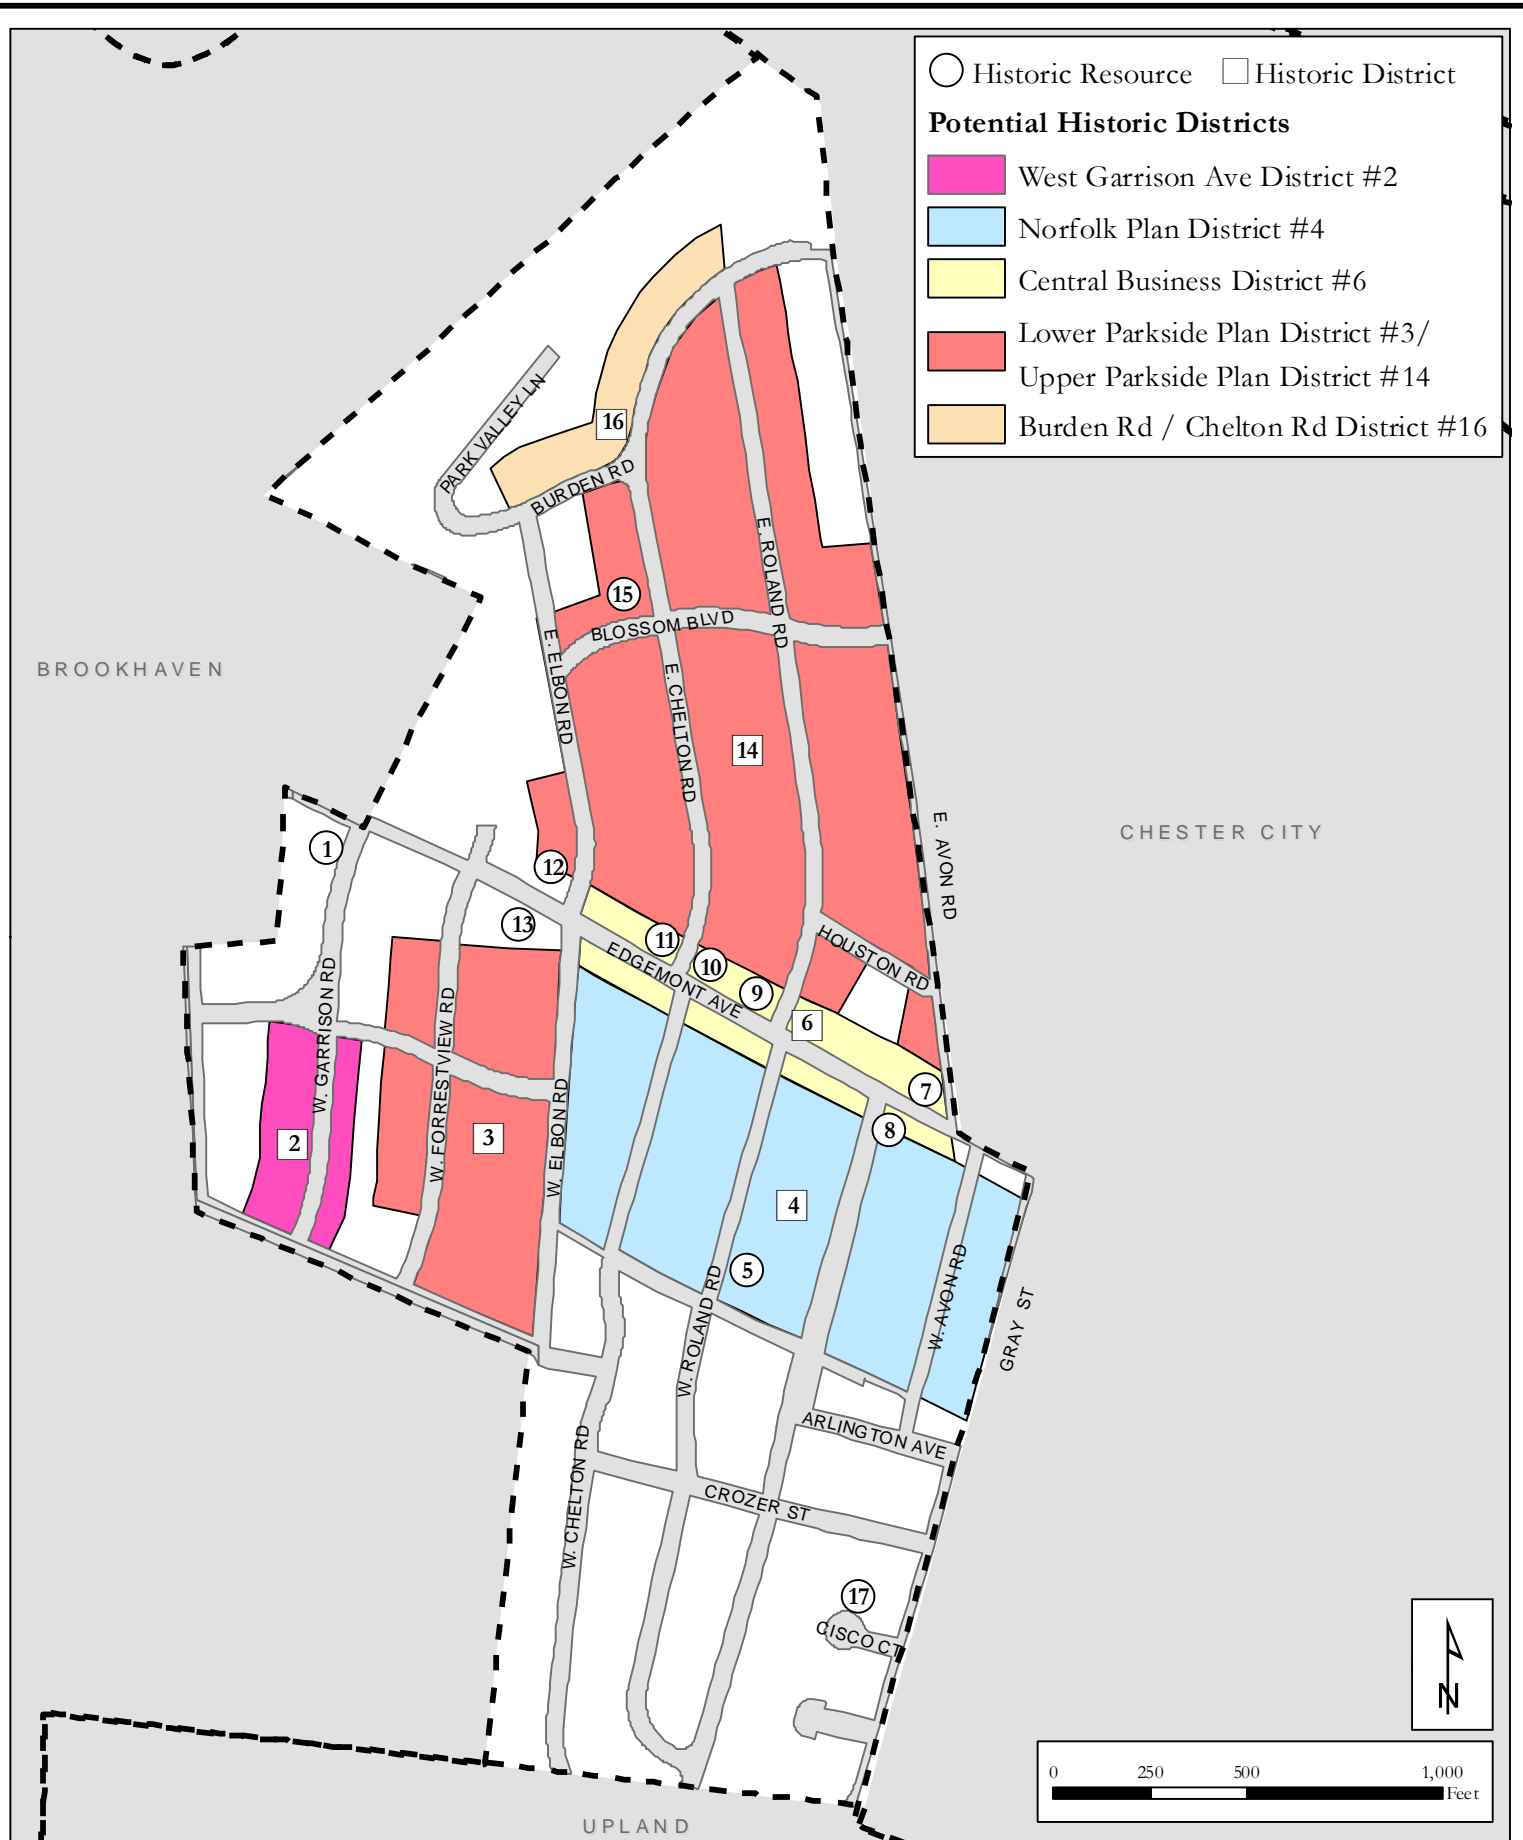 Historic Resource
Historic District
Potential Historic Districts
West Garrison Ave District #2
Norfolk Plan District #4
Central Business District #6
Lower Parkside Plan District #3/
Upper Parkside Plan District #14
Burden Rd / Chelton Rd District #16
PARK VALLEY LN
16
BURDEN RD
E. ROLAND RD
15
BLOSSOM BLVD
E. ELBON RD
BROOKHAVEN
E. CHELTON RD
14
CHESTER CITY
E. AVON RD
1
12
13
11
10
9
HOUSTON RD
EDGEMONT AVE
6
W. GARRISON RD
W. FORRESTVIEW RD
7
8
2
3
W. ELBON RD
4
5
W. ROLAND RD
W. AVON RD
GRAY ST
ARLINGTON AVE
W. CHELTON RD
CROZER ST
17
CISCO CT
N
0 250 500 1,000
Feet
UPLAND